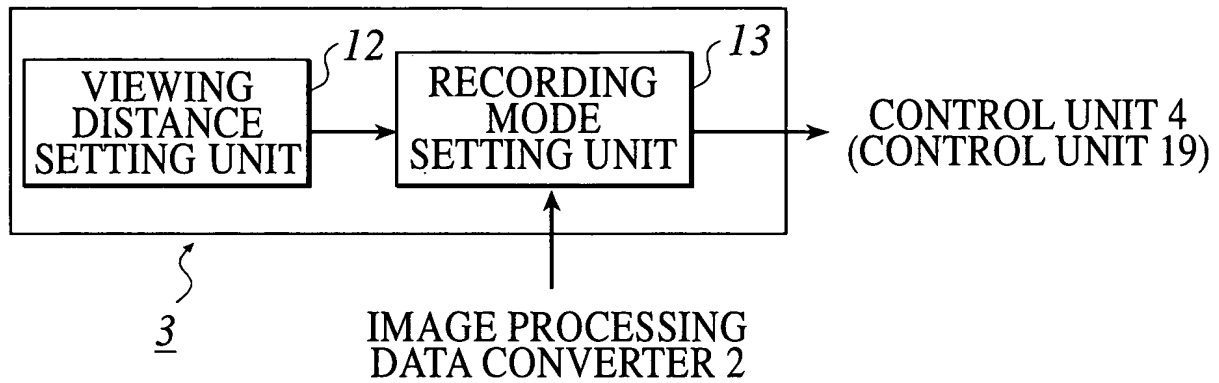 12
VIEWING
DISTANCE
SETTING UNIT
13
RECORDING
MODE
SETTING UNIT
CONTROL UNIT 4
(CONTROL UNIT 19)
3
IMAGE PROCESSING
DATA CONVERTER 2